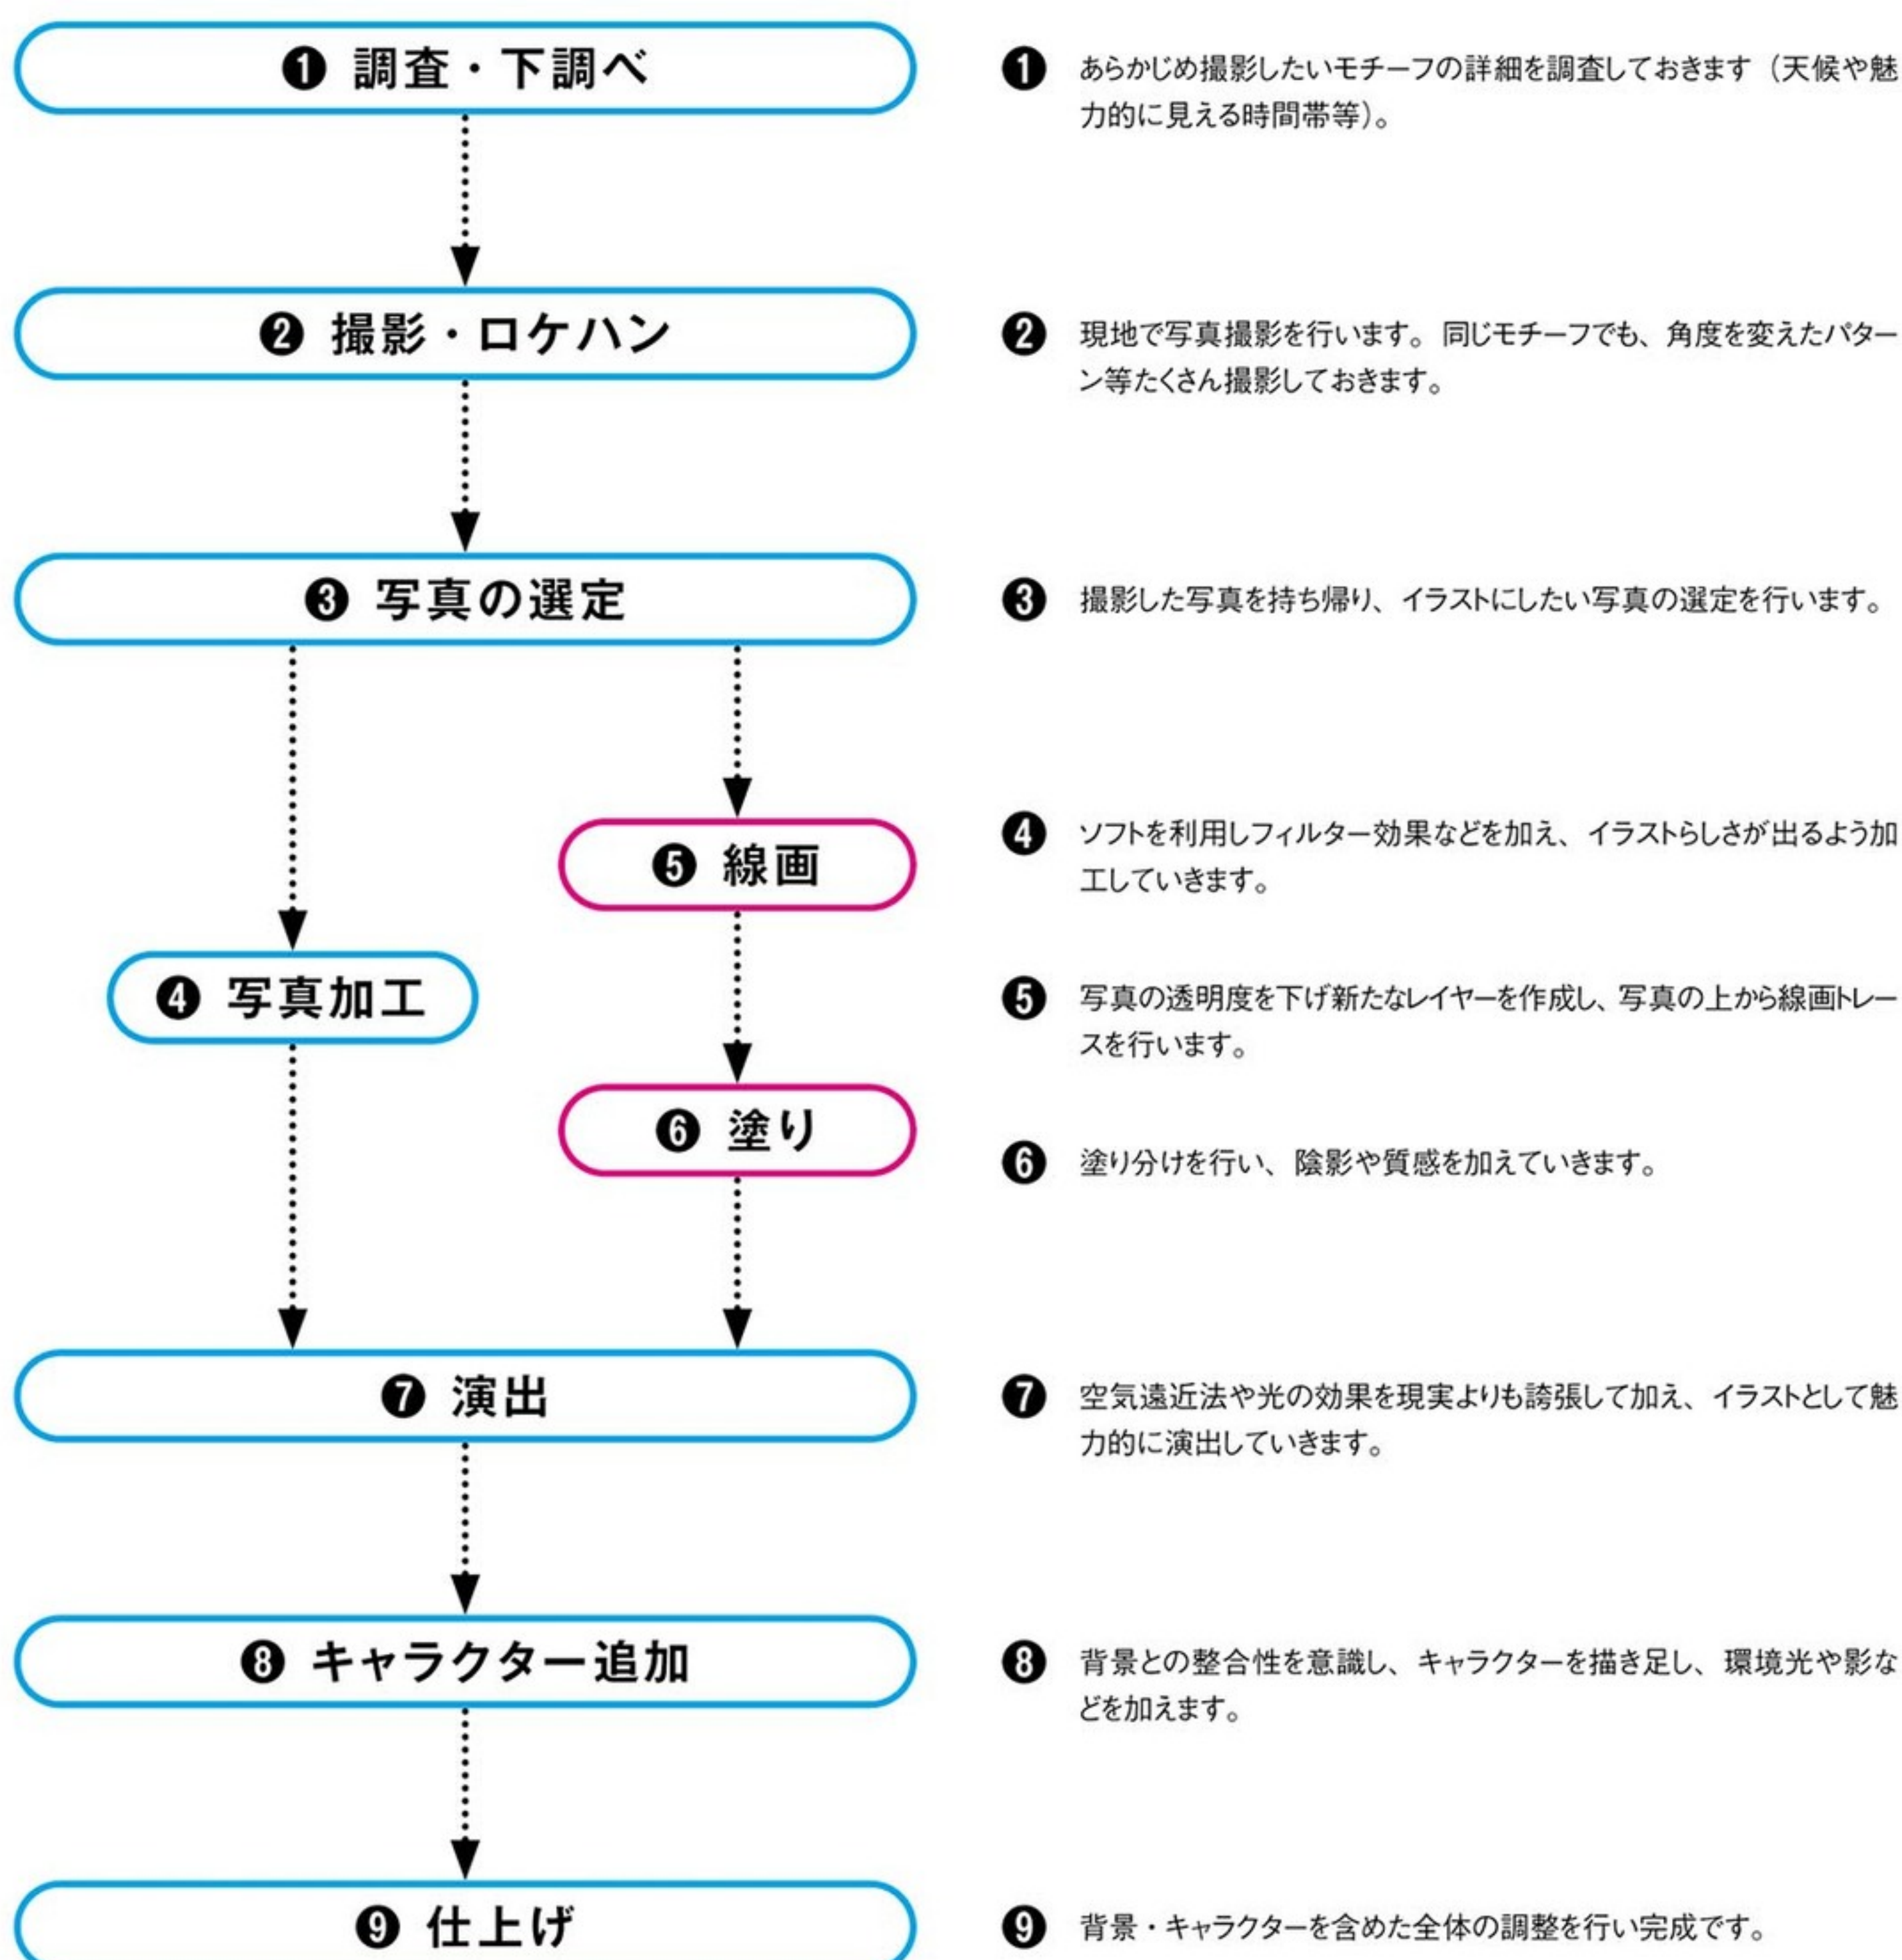 ❶ 調査・下調べ
❶ あらかじめ撮影したいモチーフの詳細を調査しておきます（天候や魅
力的に見える時間帯等）。
❷ 撮影・ロケハン
❷ 現地で写真撮影を行います。同じモチーフでも、角度を変えたパター
ン等たくさん撮影しておきます。
❸ 写真の選定
❸ 撮影した写真を持ち帰り、イラストにしたい写真の選定を行います。
❺ 線画
❹ 写真加工
❻ 塗り
❹ ソフトを利用しフィルター効果などを加え、イラストらしさが出るよう加
工していきます。
❺ 写真の透明度を下げ新たなレイヤーを作成し、写真の上から線画トレー
スを行います。
❻ 塗り分けを行い、陰影や質感を加えていきます。
❼ 演出
❼ 空気遠近法や光の効果を現実よりも誇張して加え、イラストとして魅
力的に演出していきます。
❽ キャラクター追加
❽ 背景との整合性を意識し、キャラクターを描き足し、環境光や影な
どを加えます。
❾ 仕上げ
❾ 背景・キャラクターを含めた全体の調整を行い完成です。